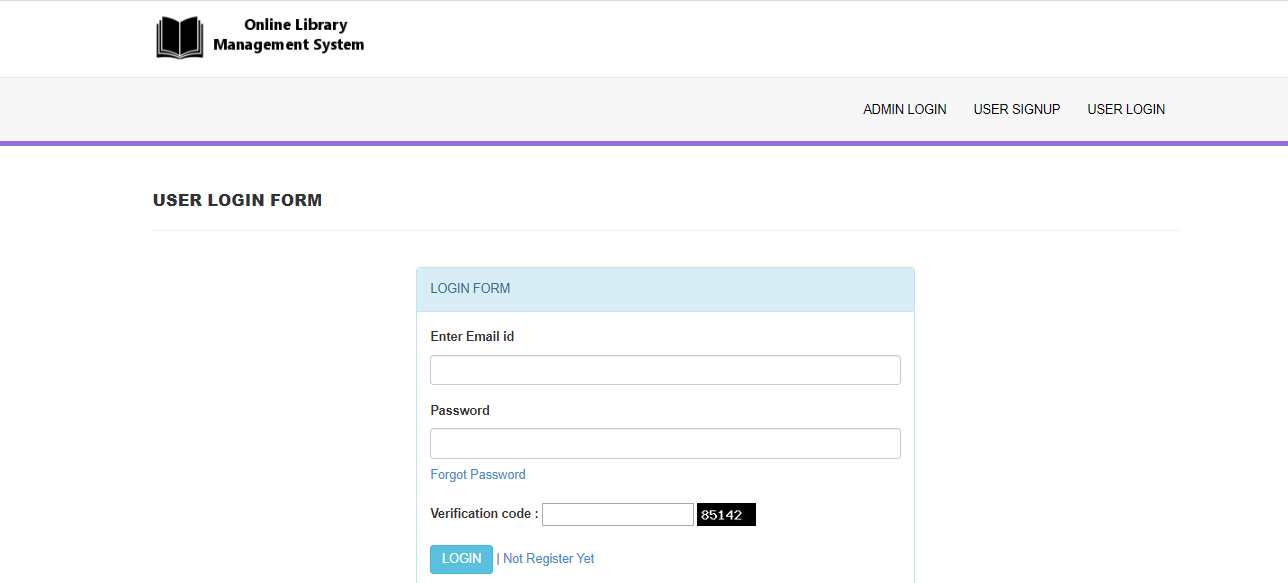 Online Library
Management System
ADMIN LOGIN USER SIGNUP USER LOGIN
USER LOGIN FORM
LOGIN FORM
Enter Email id
Password
Forgot Password
Verification code : 85142
LOGIN | Not Register Yet